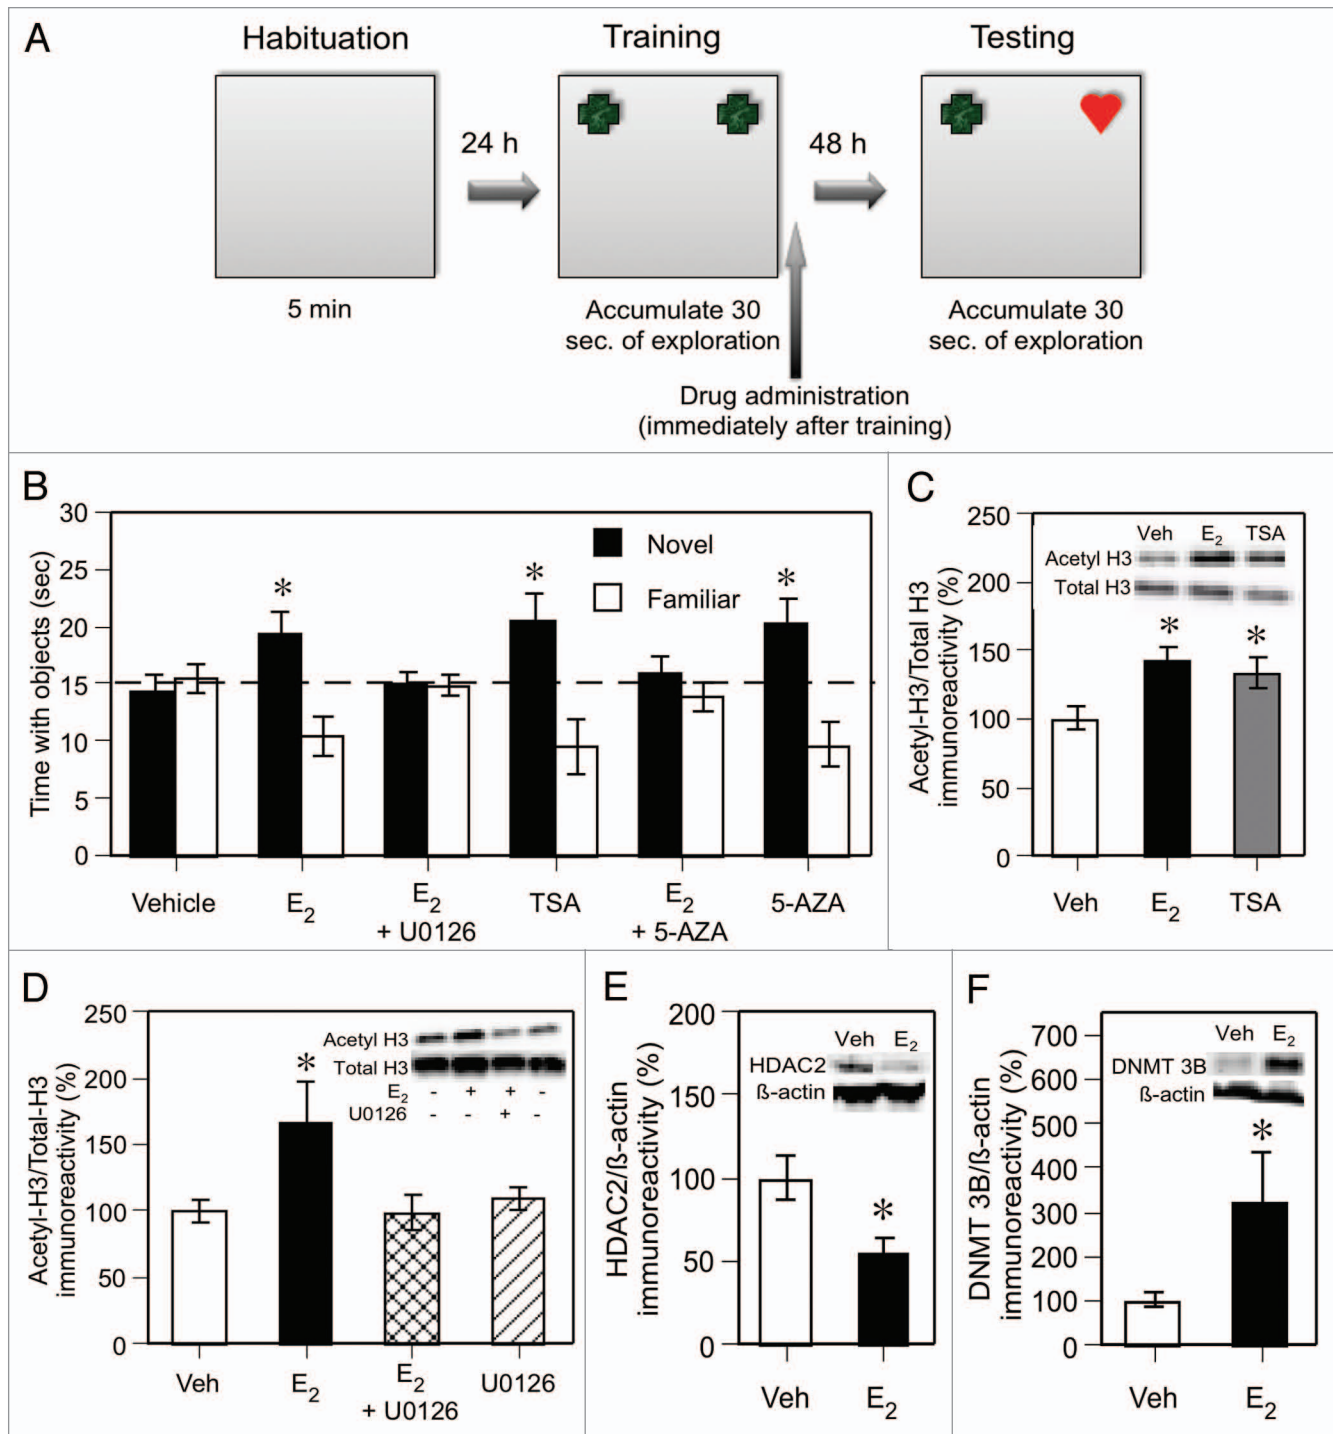 A
Habituation
Training
Testing
24 h
48 h
5 min
Accumulate 30
sec. of exploration
Accumulate 30
sec. of exploration
Drug administration
(immediately after training)
B
Time with objects (sec)
30
25
20
15
10
5
0
Novel
Familiar
*
*
*
Vehicle
E2
E2
+ U0126
TSA
E2
+ 5-AZA
5-AZA
C
Acetyl-H3/Total H3
immunoreactivity (%)
250
200
150
100
50
0
Veh E2 TSA
Acetyl H3
Total H3
*
*
Veh
E2
TSA
D
Acetyl-H3/Total-H3
immunoreactivity (%)
250
200
150
100
50
0
Acetyl H3
Total H3
E2 - + + -
U0126 - - + -
*
Veh
E2
E2
+ U0126
U0126
E
HDAC2/ß-actin
immunoreactivity (%)
200
150
100
50
0
Veh E2
HDAC2
ß-actin
*
Veh
E2
F
DNMT 3B/ß-actin
immunoreactivity (%)
700
600
500
400
300
200
100
0
Veh E2
DNMT 3B
ß-actin
*
Veh
E2